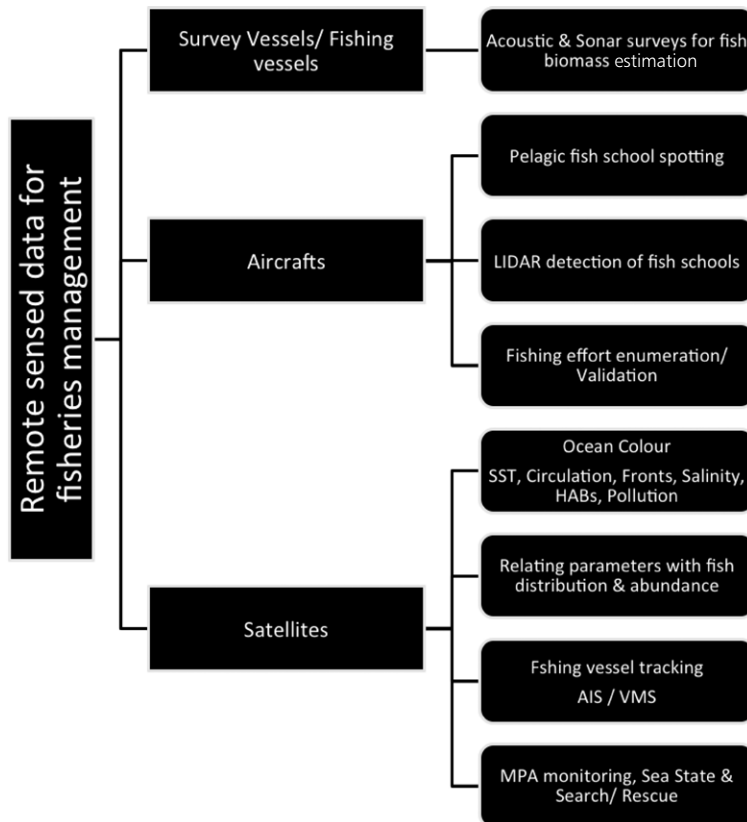 Remote sensed data for
fisheries management
Survey Vessels/ Fishing
vessels
Acoustic & Sonar surveys for fish
biomass estimation
Aircrafts
Pelagic fish school spotting
LIDAR detection of fish schools
Fishing effort enumeration/
Validation
Satellites
Ocean Colour
SST, Circulation, Fronts, Salinity,
HABs, Pollution
Relating parameters with fish
distribution & abundance
Fshing vessel tracking
AIS / VMS
MPA monitoring, Sea State &
Search/ Rescue